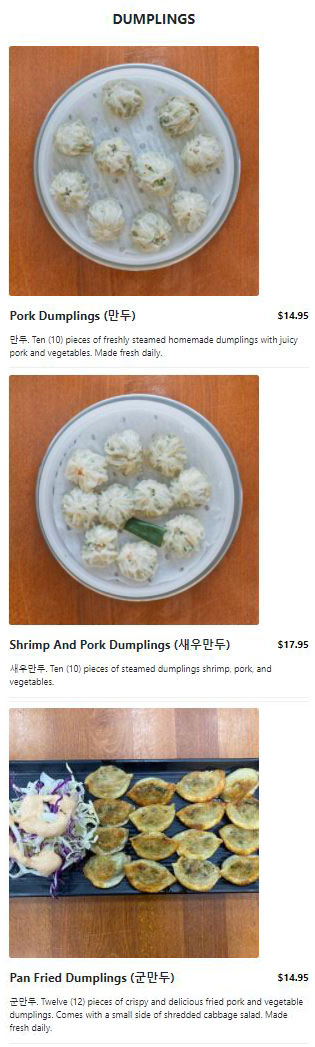 DUMPLINGS
Pork Dumplings (만두) $14.95
만두. Ten (10) pieces of freshly steamed homemade dumplings with juicy
pork and vegetables. Made fresh daily.
Shrimp And Pork Dumplings (새우만두) $17.95
새우만두. Ten (10) pieces of steamed dumplings shrimp, pork, and
vegetables.
Pan Fried Dumplings (군만두) $14.95
군만두. Twelve (12) pieces of crispy and delicious fried pork and vegetable
dumplings. Comes with a small side of shredded cabbage salad. Made
fresh daily.